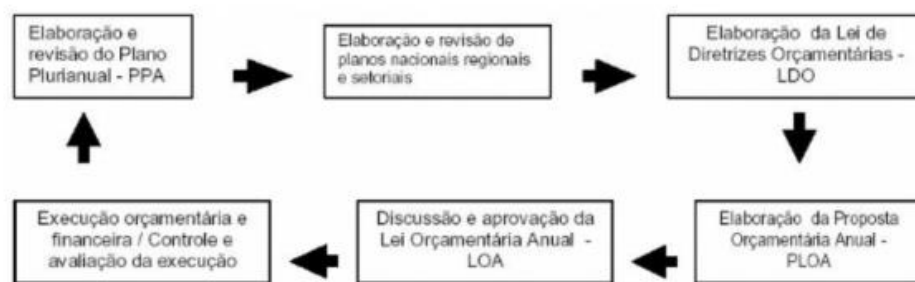 Elaboração e
revisão do Plano
Plurianual - PPA
Elaboração e revisão de
planos nacionais regionais
e setoriais
Elaboração da Lei de
Diretrizes Orçamentárias -
LDO
Elaboração da Proposta
Orçamentária Anual -
PLOA
Discussão e aprovação da
Lei Orçamentária Anual -
LOA
Execução orçamentária e
financeira / Controle e
avaliação da execução